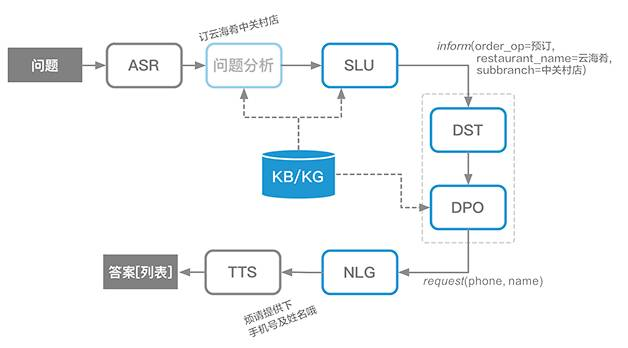 订云海肴中关村店
inform(order_op=预订,
restaurant_name=云海肴,
subbranch=中关村店)
问题
ASR
问题分析
SLU
DST
KB/KG
DPO
答案[列表]
TTS
NLG
request(phone, name)
烦请提供下
手机号及姓名哦